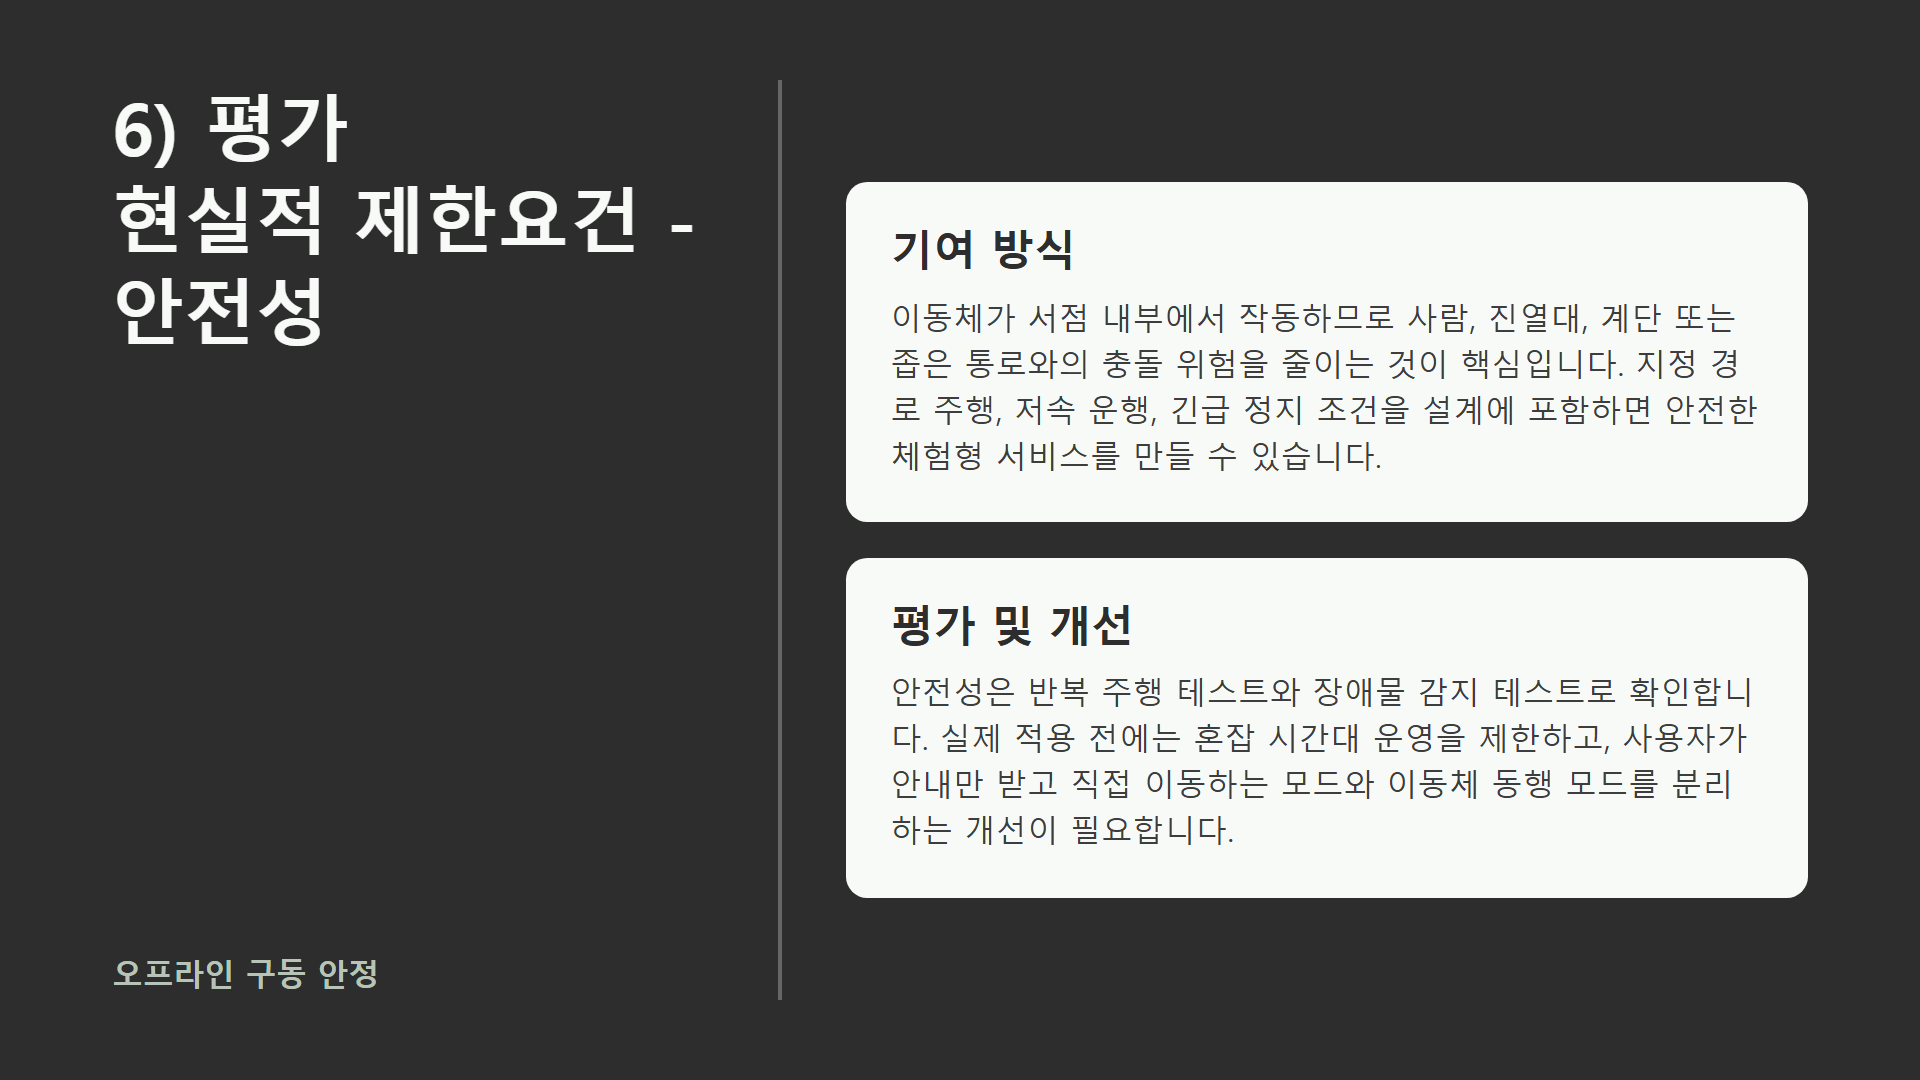 6) 평가
현실적 제한요건 -
안전성
기여 방식
이동체가 서점 내부에서 작동하므로 사람, 진열대, 계단 또는
좁은 통로와의 충돌 위험을 줄이는 것이 핵심입니다. 지정 경
로 주행, 저속 운행, 긴급 정지 조건을 설계에 포함하면 안전한
체험형 서비스를 만들 수 있습니다.
평가 및 개선
안전성은 반복 주행 테스트와 장애물 감지 테스트로 확인합니
다. 실제 적용 전에는 혼잡 시간대 운영을 제한하고, 사용자가
안내만 받고 직접 이동하는 모드와 이동체 동행 모드를 분리
하는 개선이 필요합니다.
오프라인 구동 안정